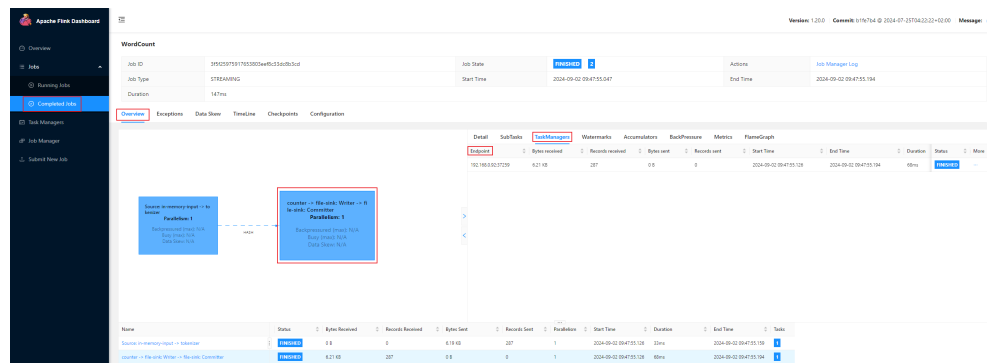 Apache Flink Dashboard
Version: 1.20.0 Commit: b1fe7b4 @ 2024-07-25T04:22:22+02:00 Message:
Overview
Jobs
Running Jobs
Completed Jobs
Task Managers
Job Manager
Submit New Job
WordCount
Job ID
Job State FINISHED 2
Actions Job Manager Log
Job Type STREAMING
Start Time 2024-09-02 09:47:55.047
End Time 2024-09-02 09:47:55.194
Duration 147ms
Overview Exceptions Data Skew TimeLine Checkpoints Configuration
Detail SubTasks TaskManagers Watermarks Accumulators BackPressure Metrics FlameGraph
Endpoint Bytes received Records received Bytes sent Records sent Start Time End Time Duration Status More
192.168.0.92:37259 6.21 KB 287 0 B 0 2024-09-02 09:47:55.126 2024-09-02 09:47:55.194 68ms FINISHED
Source: in-memory-input -> to
kenizer
Parallelism: 1
Backpressured (max): N/A
Busy (max): N/A
Data Skew: N/A
HASH
counter -> file-sink: Writer -> fi
le-sink: Committer
Parallelism: 1
Backpressured (max): N/A
Busy (max): N/A
Data Skew: N/A
Name Status Bytes Received Records Received Bytes Sent Records Sent Parallelism Start Time Duration End Time Tasks
Source: in-memory-input -> tokenizer FINISHED 0 B 0 6.19 KB 287 1 2024-09-02 09:47:55.126 33ms 2024-09-02 09:47:55.159 1
counter -> file-sink: Writer -> file-sink: Committer FINISHED 6.21 KB 287 0 B 0 1 2024-09-02 09:47:55.126 68ms 2024-09-02 09:47:55.194 1